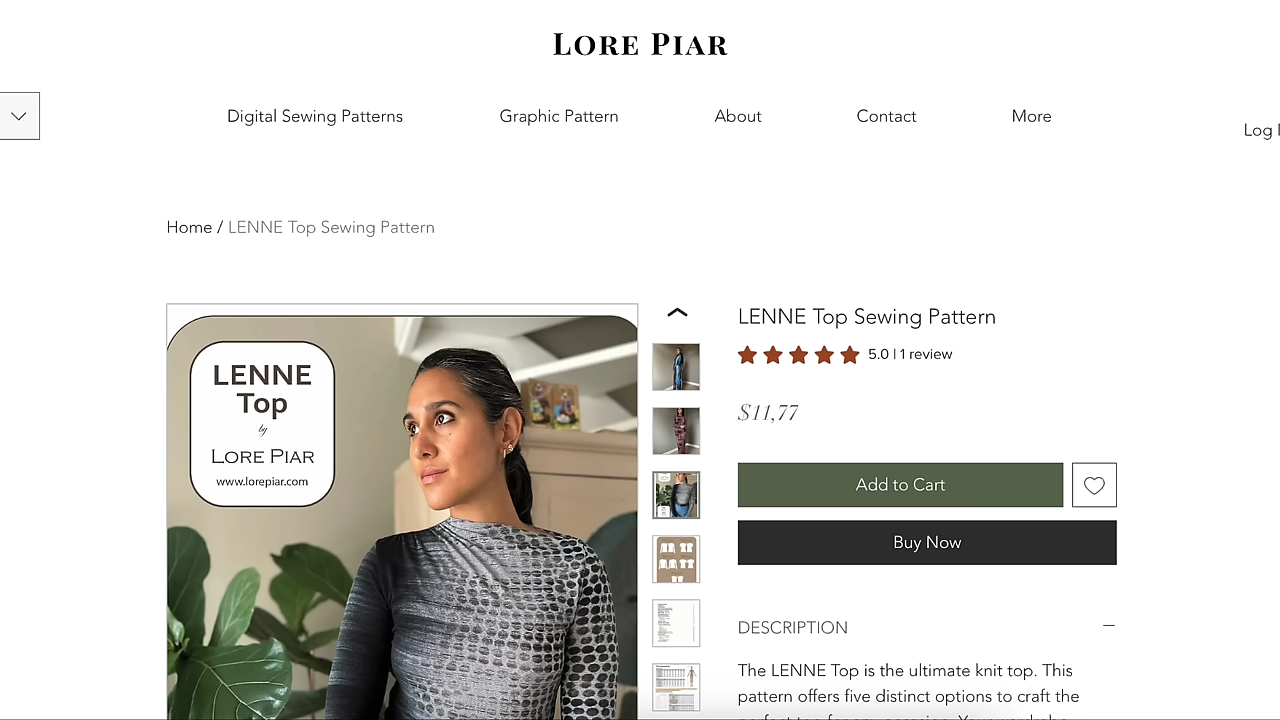 LORE PIAR
Digital Sewing Patterns
Graphic Pattern
About
Contact
More
Log
Home / LENNE Top Sewing Pattern
LENNE
Top
by
LORE PIAR
www.lorepiar.com
LENNE Top Sewing Pattern
5.0 | 1 review
$11,77
Add to Cart
Buy Now
DESCRIPTION
The LENNE Top is the ultimate knit top. This
pattern offers five distinct options to craft the